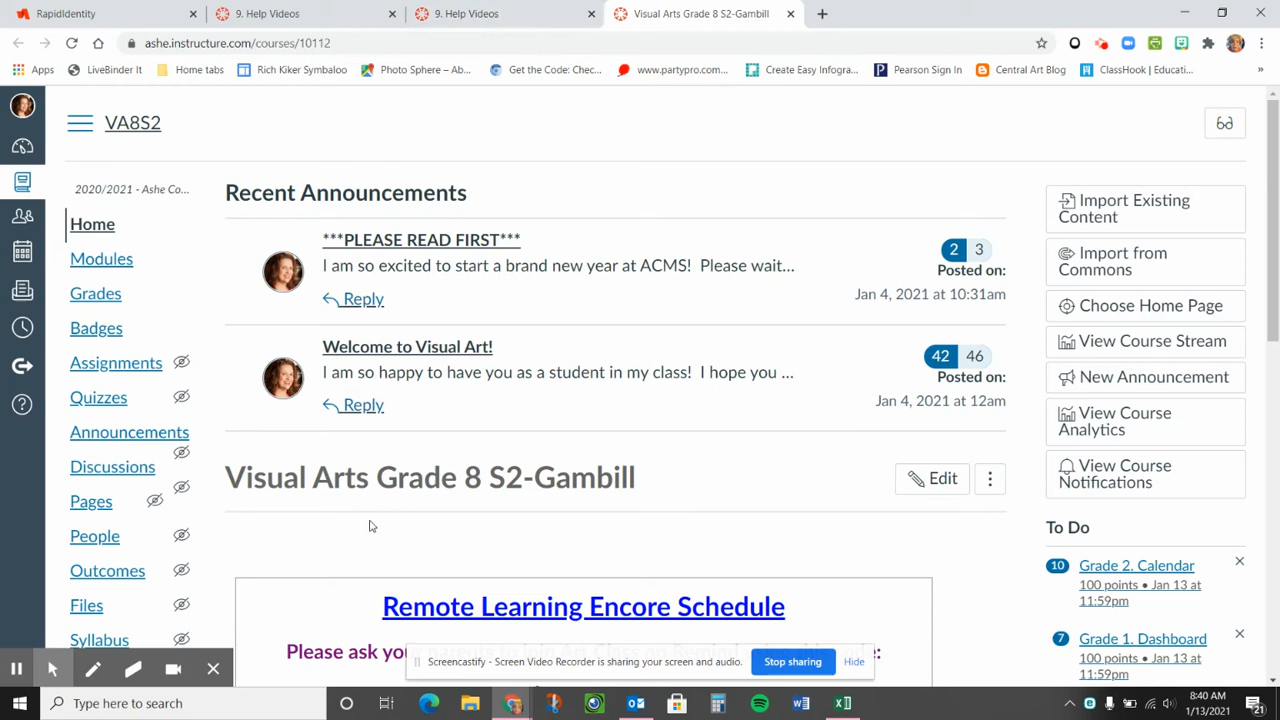 RapidIdentity
9. Help Videos
9. Help Videos
Visual Arts Grade 8 S2-Gambill
ashe.instructure.com/courses/10112
Apps
LiveBinder It
Home tabs
Rich Kiker Symbaloo
Photo Sphere – Ab...
Get the Code: Chec...
www.partypro.com...
Create Easy Infogra...
Pearson Sign In
Central Art Blog
ClassHook | Educati...
»
VA8S2
2020/2021 - Ashe Co...
Home
Modules
Grades
Badges
Assignments
Quizzes
Announcements
Discussions
Pages
People
Outcomes
Files
Syllabus
Recent Announcements
***PLEASE READ FIRST***
I am so excited to start a brand new year at ACMS!  Please wait...
Reply
2 3
Posted on:
Jan 4, 2021 at 10:31am
Welcome to Visual Art!
I am so happy to have you as a student in my class!  I hope you ...
Reply
42 46
Posted on:
Jan 4, 2021 at 12am
Visual Arts Grade 8 S2-Gambill
Edit
Remote Learning Encore Schedule
Please ask your parents to join Art Class on Remind
Import Existing
Content
Import from
Commons
Choose Home Page
View Course Stream
New Announcement
View Course
Analytics
View Course
Notifications
To Do
10
Grade 2. Calendar
100 points • Jan 13 at
11:59pm
7
Grade 1. Dashboard
100 points • Jan 13 at
11:59pm
Screencastify - Screen Video Recorder is sharing your screen and audio.
Stop sharing
Hide
Type here to search
8:40 AM
1/13/2021
21